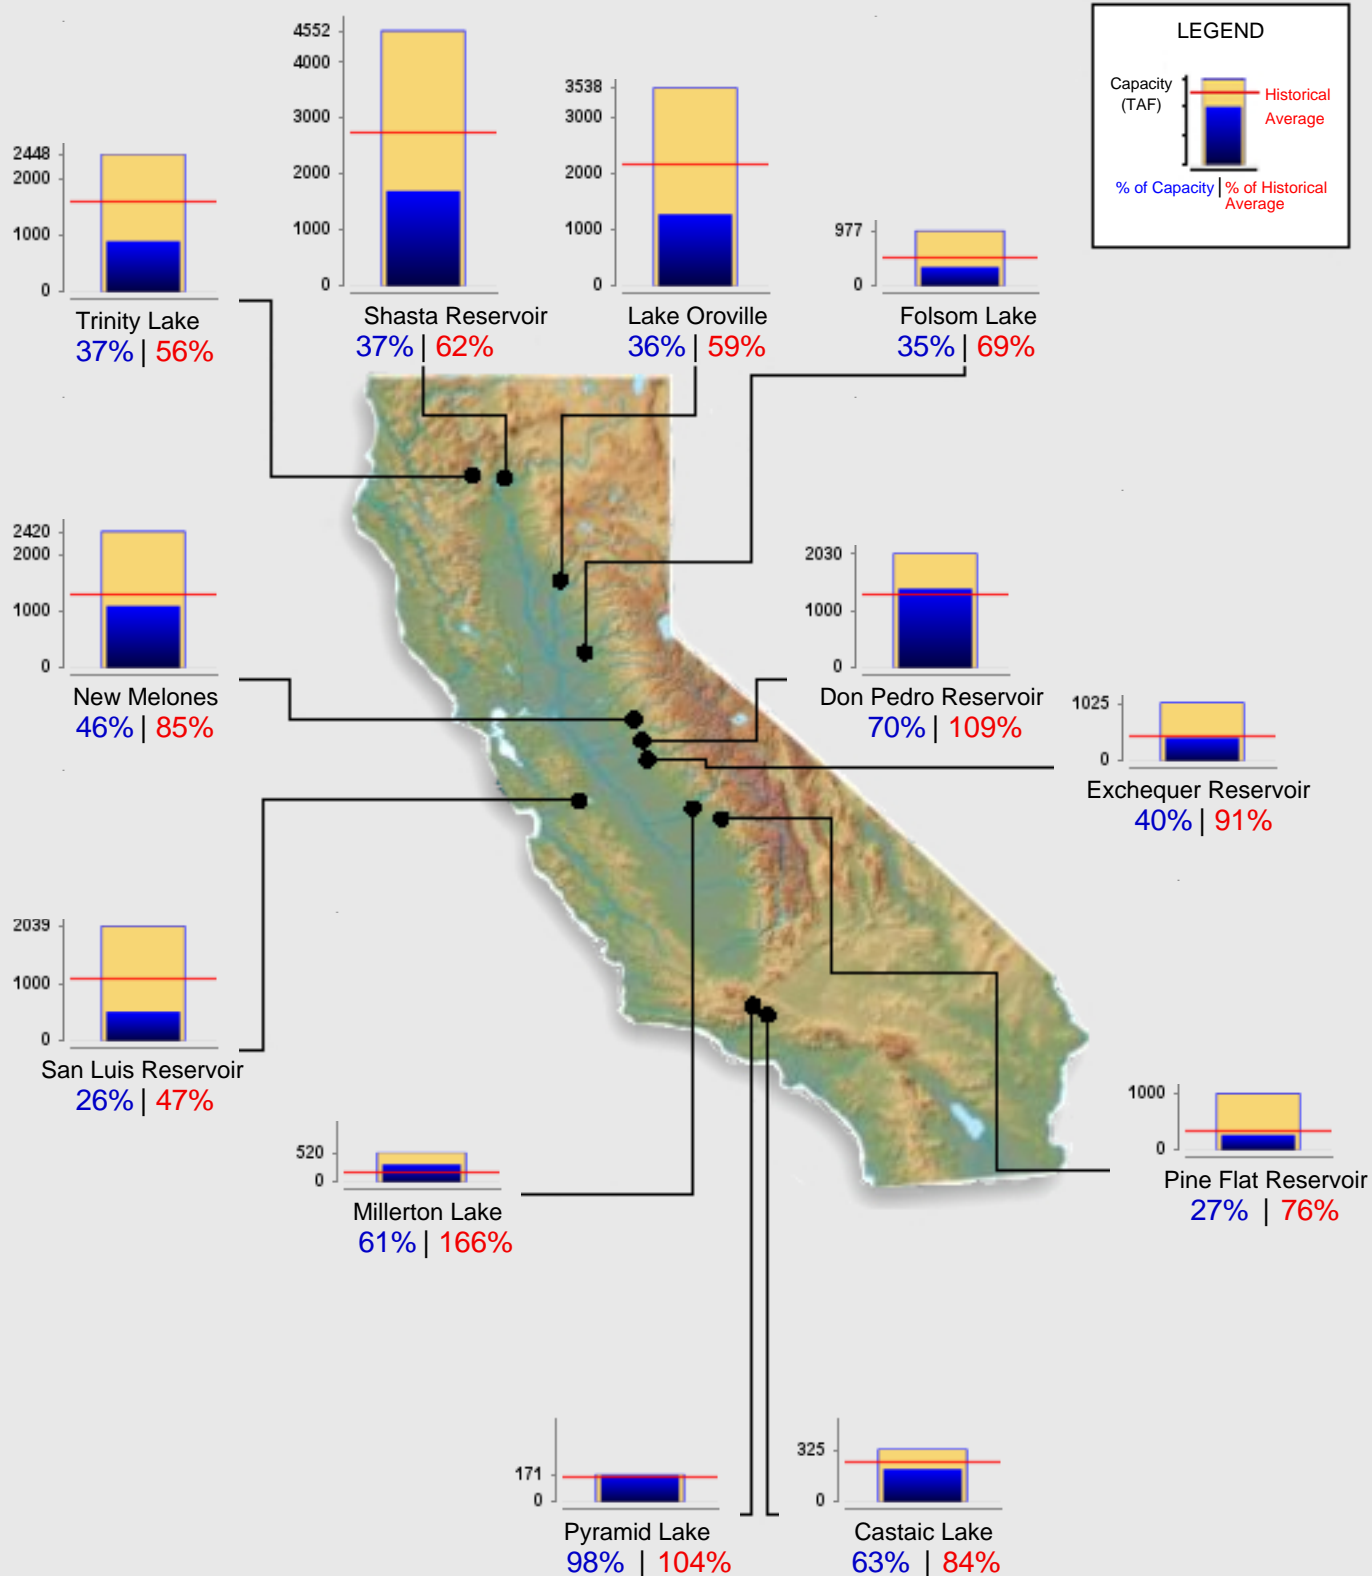 LEGEND
Capacity
(TAF)
Historical
Average
% of Capacity | % of Historical
Average
4552
4000
3000
2000
1000
0
Shasta Reservoir
37% | 62%
3538
3000
2000
1000
0
Lake Oroville
36% | 59%
2448
2000
1000
0
Trinity Lake
37% | 56%
977
0
Folsom Lake
35% | 69%
2420
2000
1000
0
New Melones
46% | 85%
2030
1000
0
Don Pedro Reservoir
70% | 109%
1025
0
Exchequer Reservoir
40% | 91%
2039
1000
0
San Luis Reservoir
26% | 47%
520
0
Millerton Lake
61% | 166%
1000
0
Pine Flat Reservoir
27% | 76%
171
0
Pyramid Lake
98% | 104%
325
0
Castaic Lake
63% | 84%